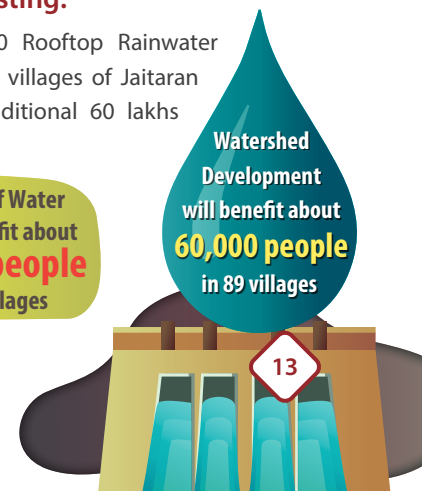 sting:
0 Rooftop Rainwater
villages of Jaitaran
ditional 60 lakhs
f Water
fit about
people
lages
Watershed
Development
will benefit about
60,000 people
in 89 villages
13